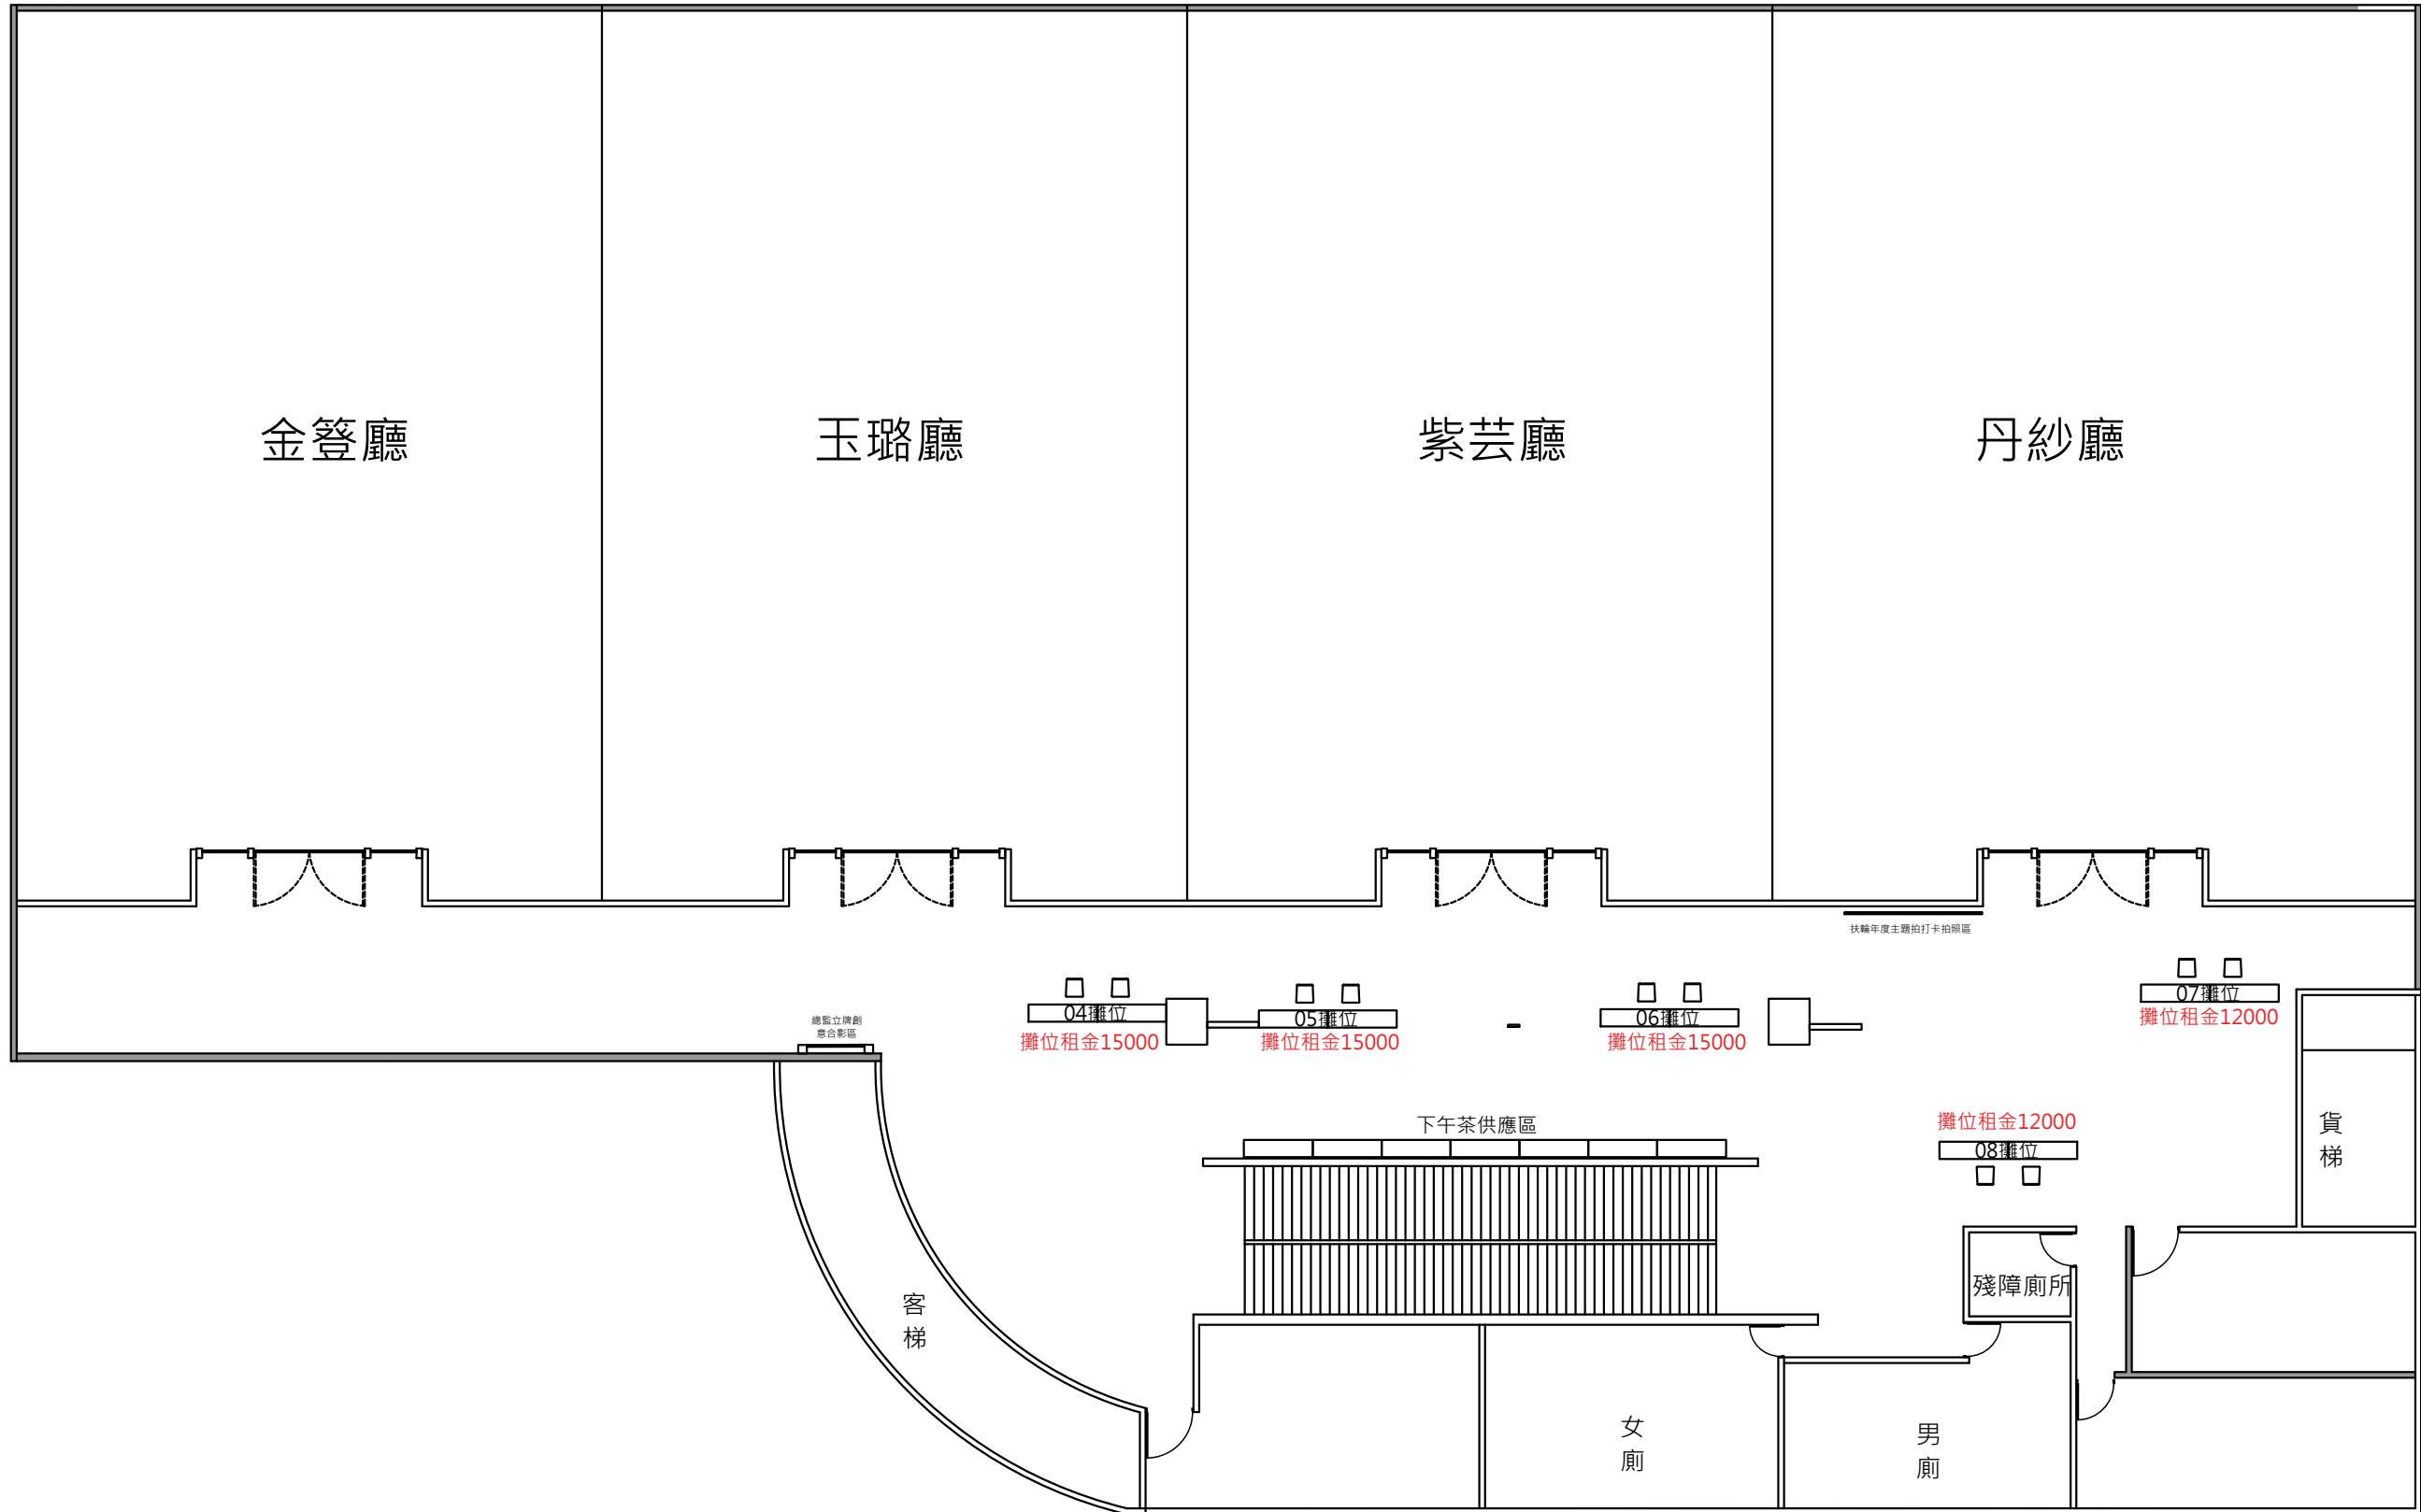 金簦廳
玉璐廳
紫芸廳
丹紗廳
扶輪年度主題拍打卡拍照區
04攤位
攤位租金15000
05攤位
攤位租金15000
06攤位
攤位租金15000
07攤位
攤位租金12000
總監立牌創
意合影區
下午茶供應區
攤位租金12000
08攤位
貨
梯
殘障廁所
客
梯
女
廁
男
廁